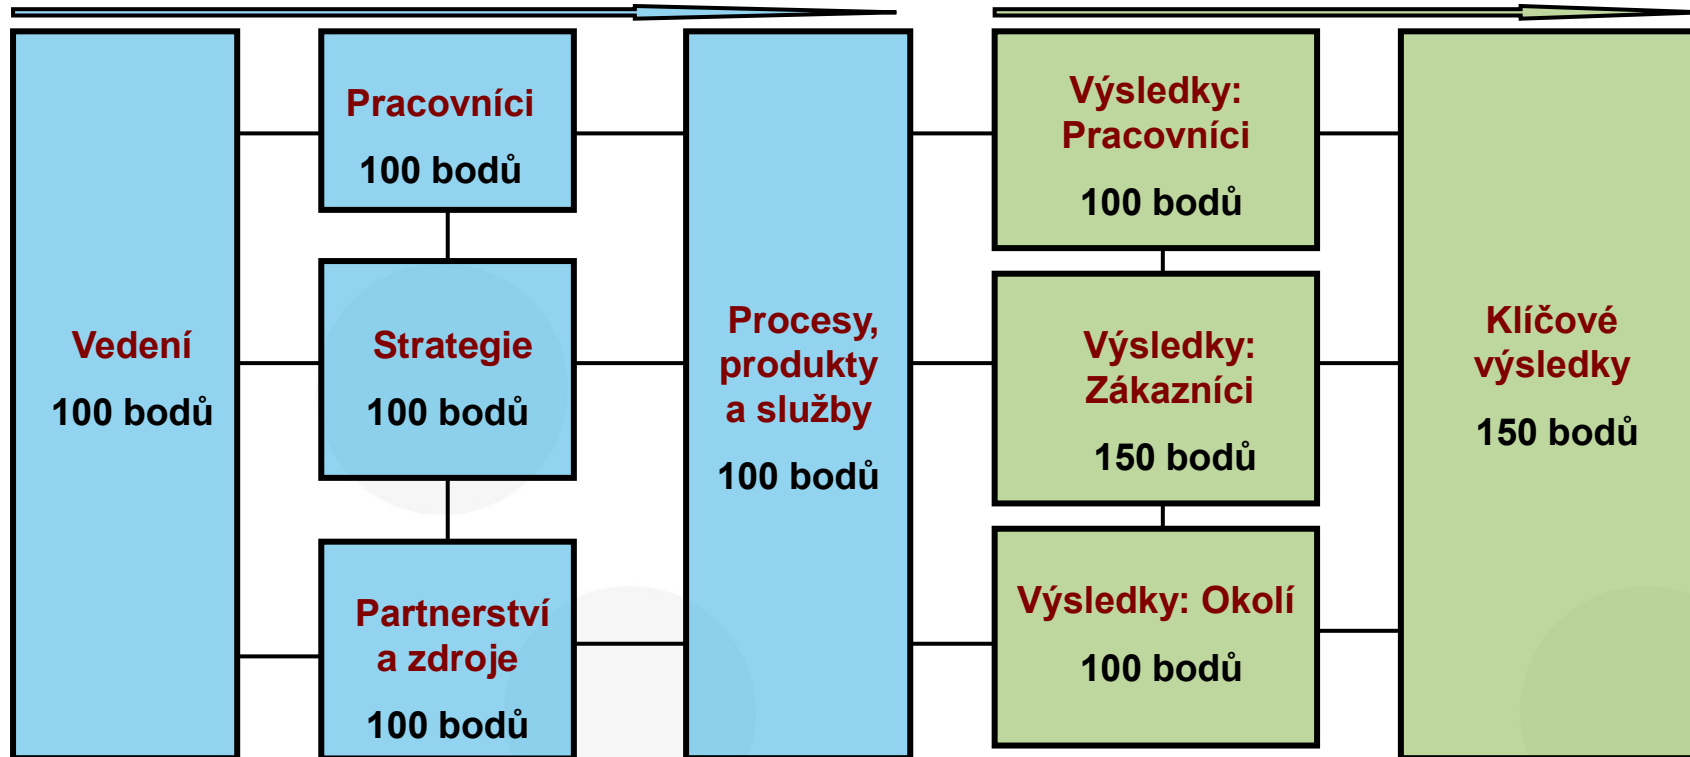 Vedení
100 bodů
Pracovníci
100 bodů
Strategie
100 bodů
Partnerství
a zdroje
100 bodů
Procesy,
produkty
a služby
100 bodů
Výsledky:
Pracovníci
100 bodů
Výsledky:
Zákazníci
150 bodů
Výsledky: Okolí
100 bodů
Klíčové
výsledky
150 bodů